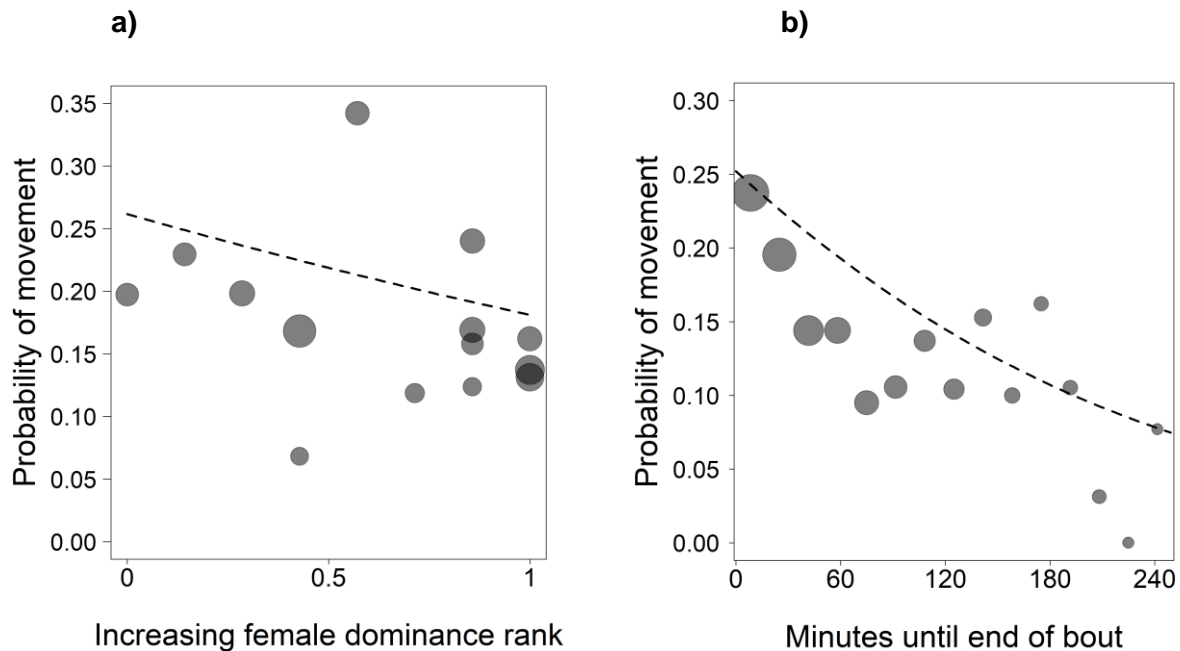 a)
Probability of movement
0.35
0.30
0.25
0.20
0.15
0.10
0.05
0.00
0 0.5 1
Increasing female dominance rank
b)
Probability of movement
0.30
0.25
0.20
0.15
0.10
0.05
0.00
0 60 120 180 240
Minutes until end of bout